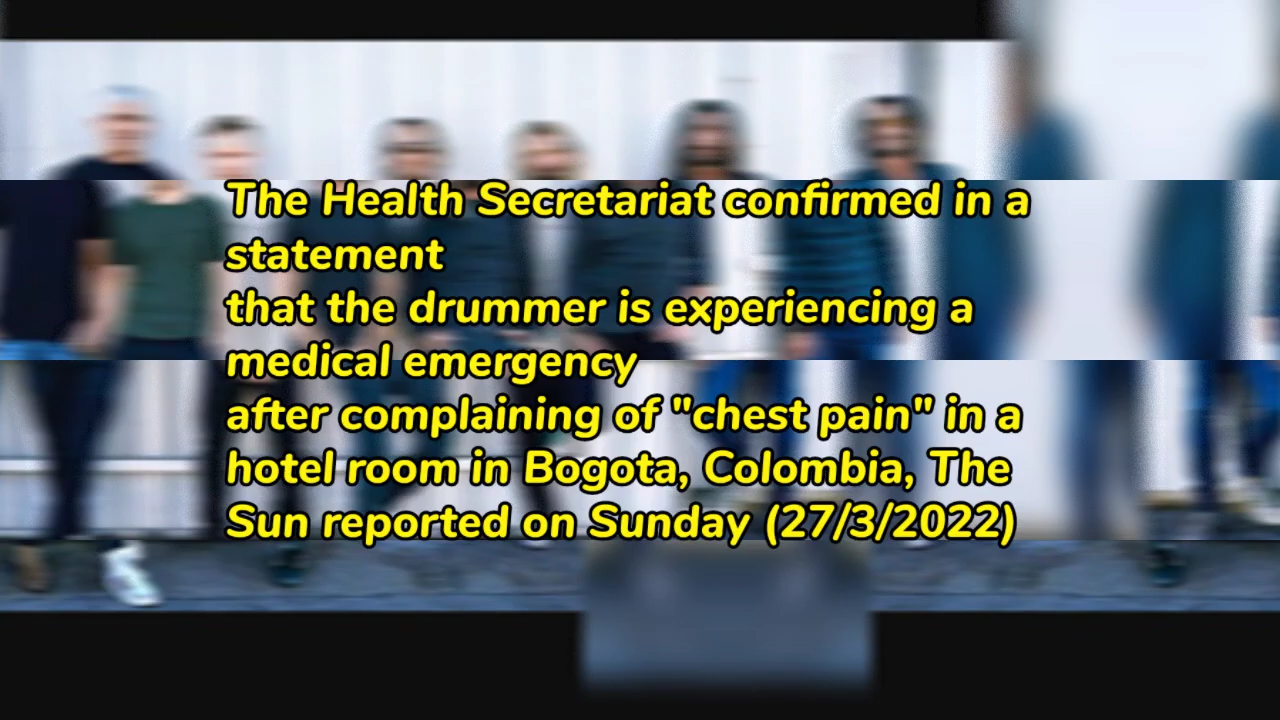 The Health Secretariat confirmed in a
statement
that the drummer is experiencing a
medical emergency
after complaining of "chest pain" in a
hotel room in Bogota, Colombia, The
Sun reported on Sunday (27/3/2022)